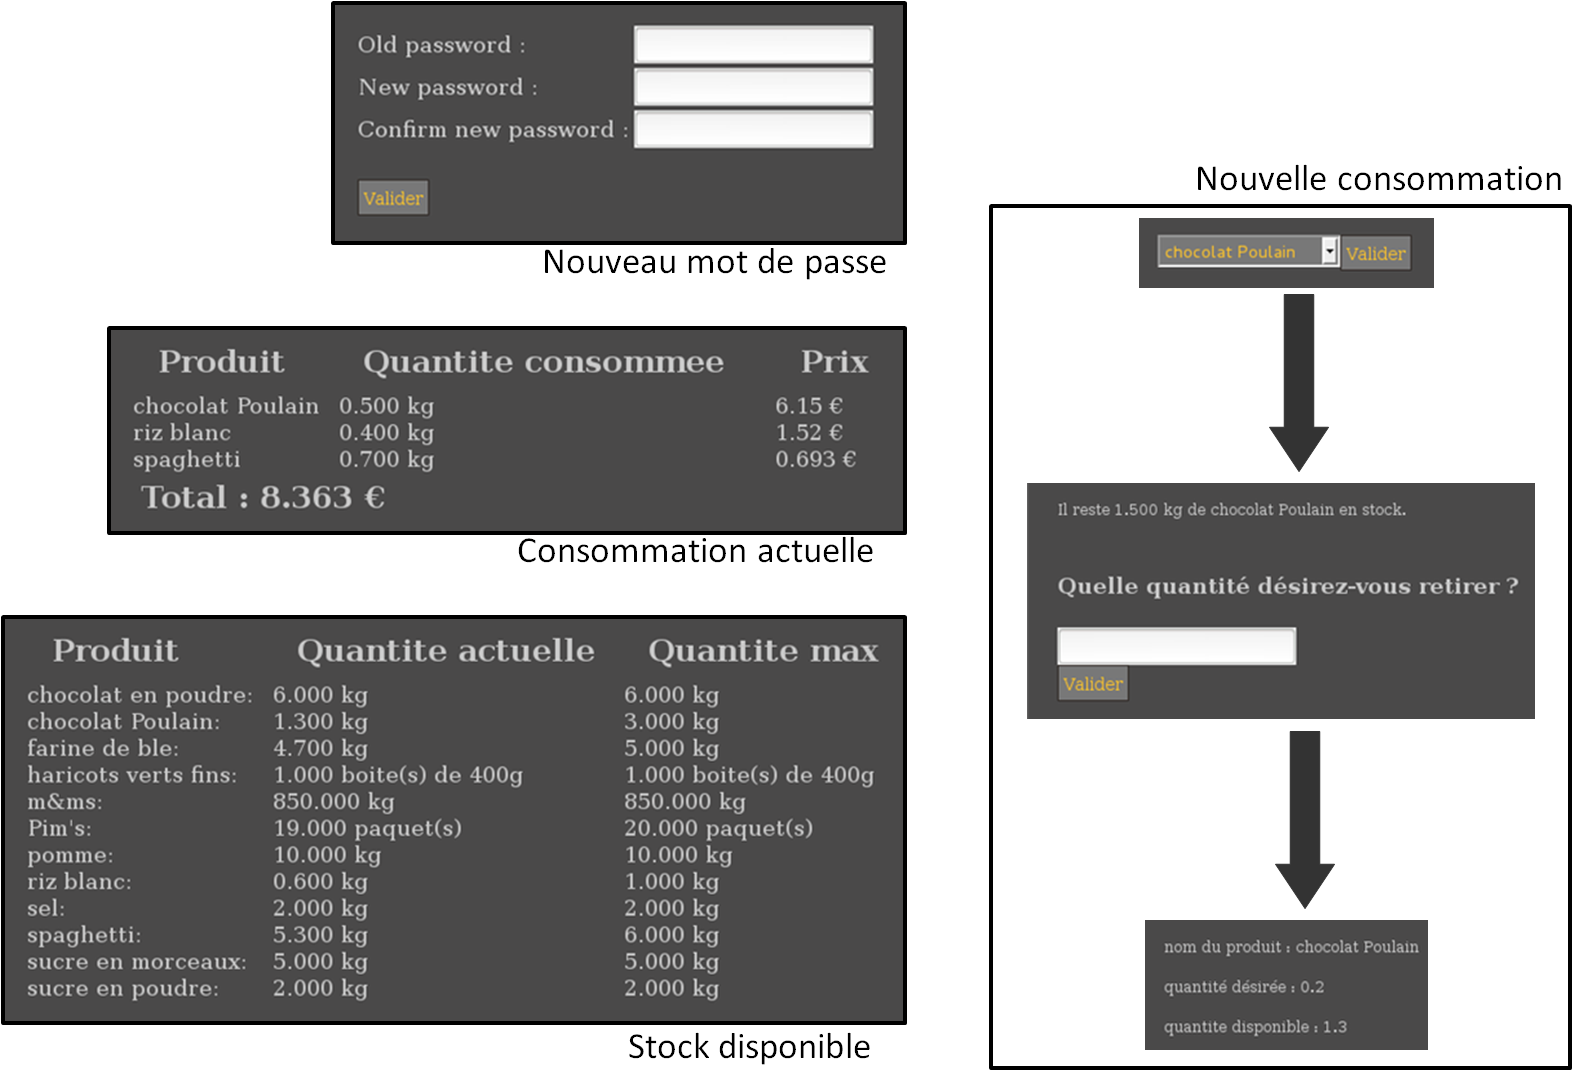 Old password :
New password :
Confirm new password :
Valider
Nouveau mot de passe
Produit Quantite consommee Prix
chocolat Poulain 0.500 kg 6.15 €
riz blanc 0.400 kg 1.52 €
spaghetti 0.700 kg 0.693 €
Total : 8.363 €
Consommation actuelle
Produit Quantite actuelle Quantite max
chocolat en poudre: 6.000 kg 6.000 kg
chocolat Poulain: 1.300 kg 3.000 kg
farine de ble: 4.700 kg 5.000 kg
haricots verts fins: 1.000 boite(s) de 400g 1.000 boite(s) de 400g
m&ms: 850.000 kg 850.000 kg
Pim's: 19.000 paquet(s) 20.000 paquet(s)
pomme: 10.000 kg 10.000 kg
riz blanc: 0.600 kg 1.000 kg
sel: 2.000 kg 2.000 kg
spaghetti: 5.300 kg 6.000 kg
sucre en morceaux: 5.000 kg 5.000 kg
sucre en poudre: 2.000 kg 2.000 kg
Stock disponible
Nouvelle consommation
chocolat Poulain Valider
Il reste 1.500 kg de chocolat Poulain en stock.
Quelle quantité désirez-vous retirer ?
Valider
nom du produit : chocolat Poulain
quantité désirée : 0.2
quantite disponible : 1.3